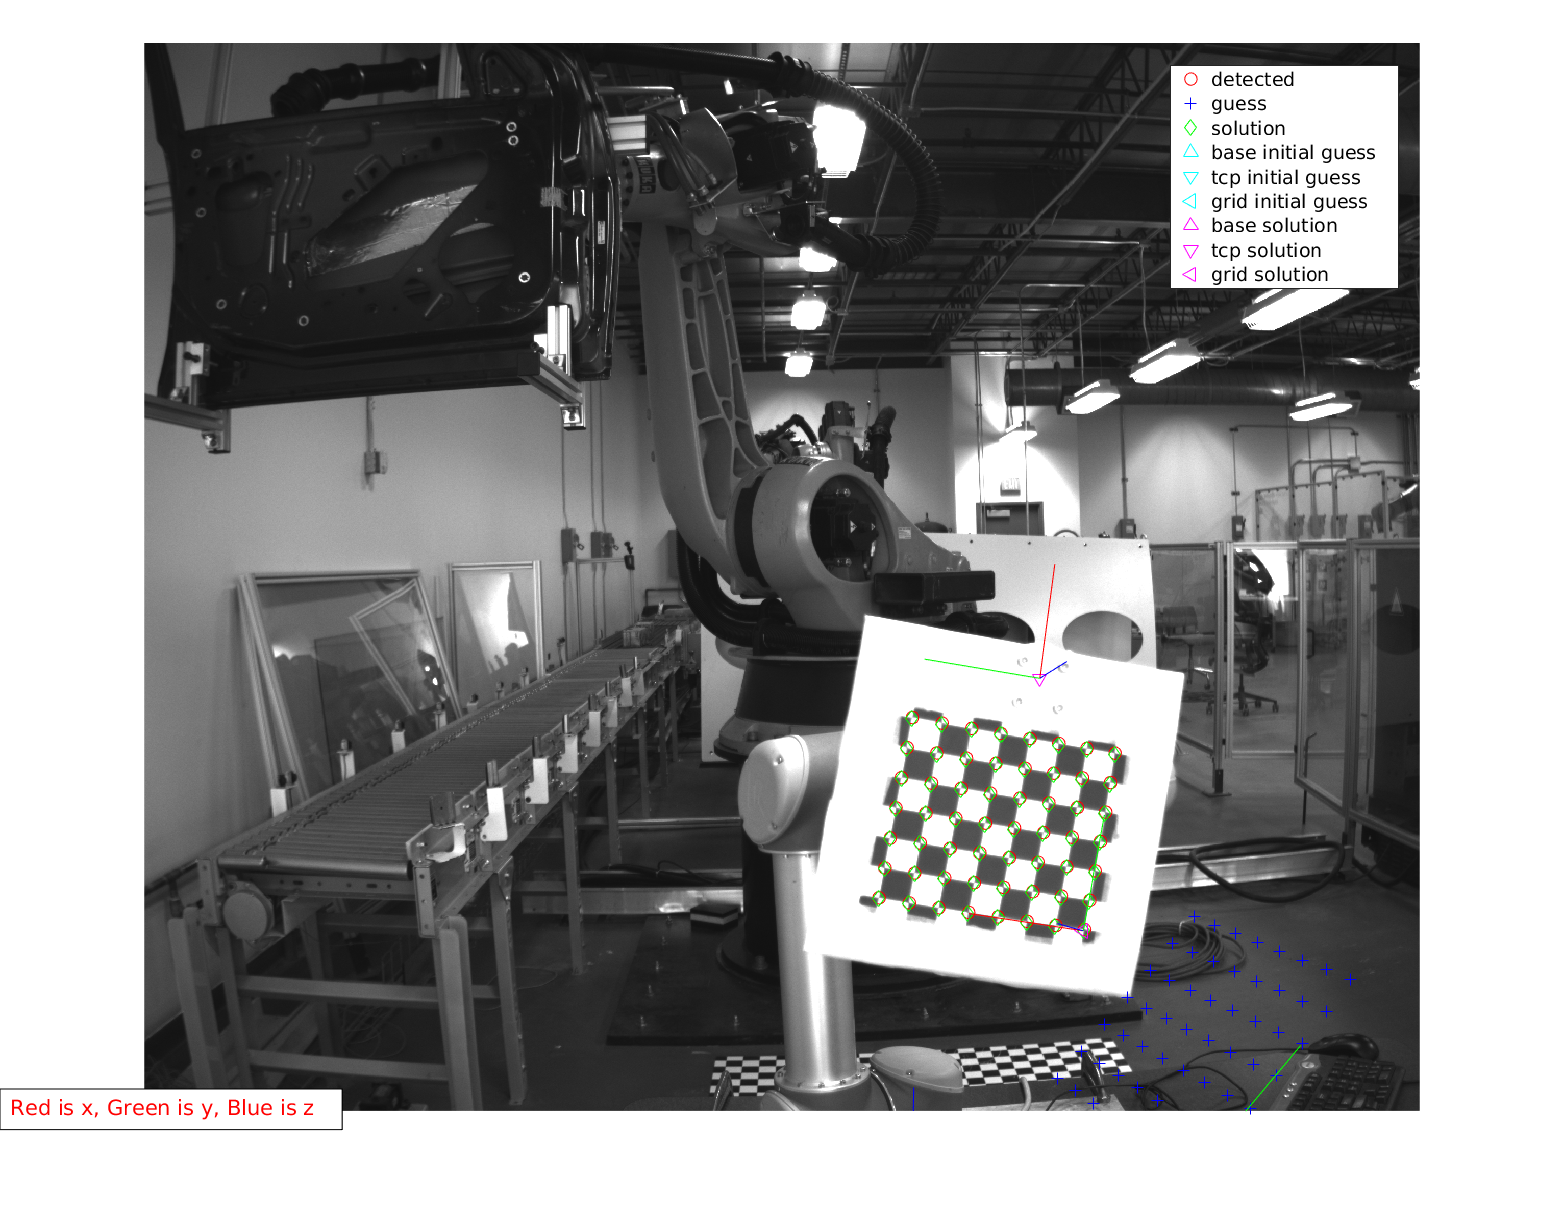 detected
guess
solution
base initial guess
tcp initial guess
grid initial guess
base solution
tcp solution
grid solution
Red is x, Green is y, Blue is z